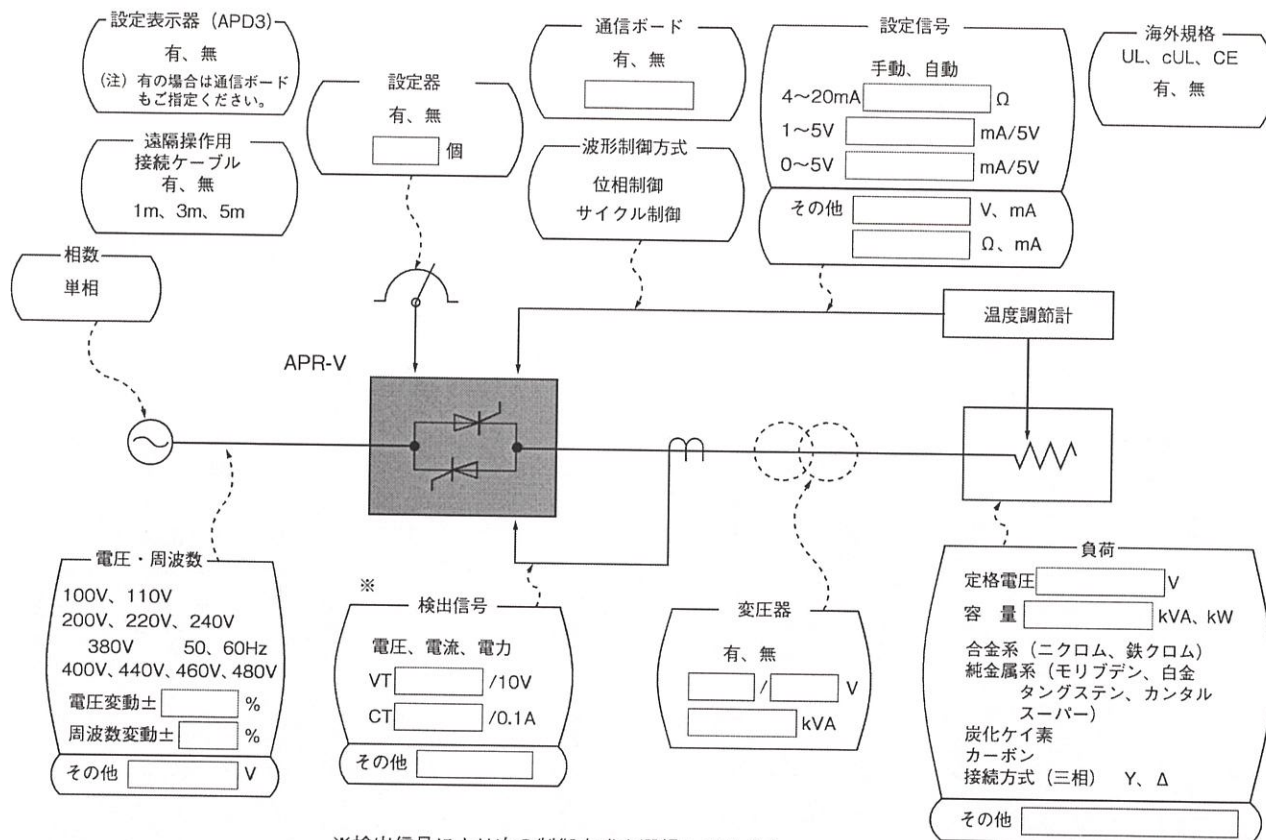 設定表示器（APD3）
有、無
（注）有の場合は通信ボード
もご指定ください。
設定器
有、無
個
通信ボード
有、無
設定信号
手動、自動
4〜20mA Ω
1〜5V mA/5V
0〜5V mA/5V
その他 V、mA
Ω、mA
海外規格
UL、cUL、CE
有、無
遠隔操作用
接続ケーブル
有、無
1m、3m、5m
波形制御方式
位相制御
サイクル制御
相数
単相
温度調節計
APR-V
電圧・周波数
100V、110V
200V、220V、240V
380V 50、60Hz
400V、440V、460V、480V
電圧変動± %
周波数変動± %
その他 V
※
検出信号
電圧、電流、電力
VT /10V
CT /0.1A
その他
変圧器
有、無
/ V
kVA
負荷
定格電圧 V
容 量 kVA、kW
合金系（ニクロム、鉄クロム）
純金属系（モリブデン、白金
タングステン、カンタル
スーパー）
炭化ケイ素
カーボン
接続方式（三相） Y、Δ
その他